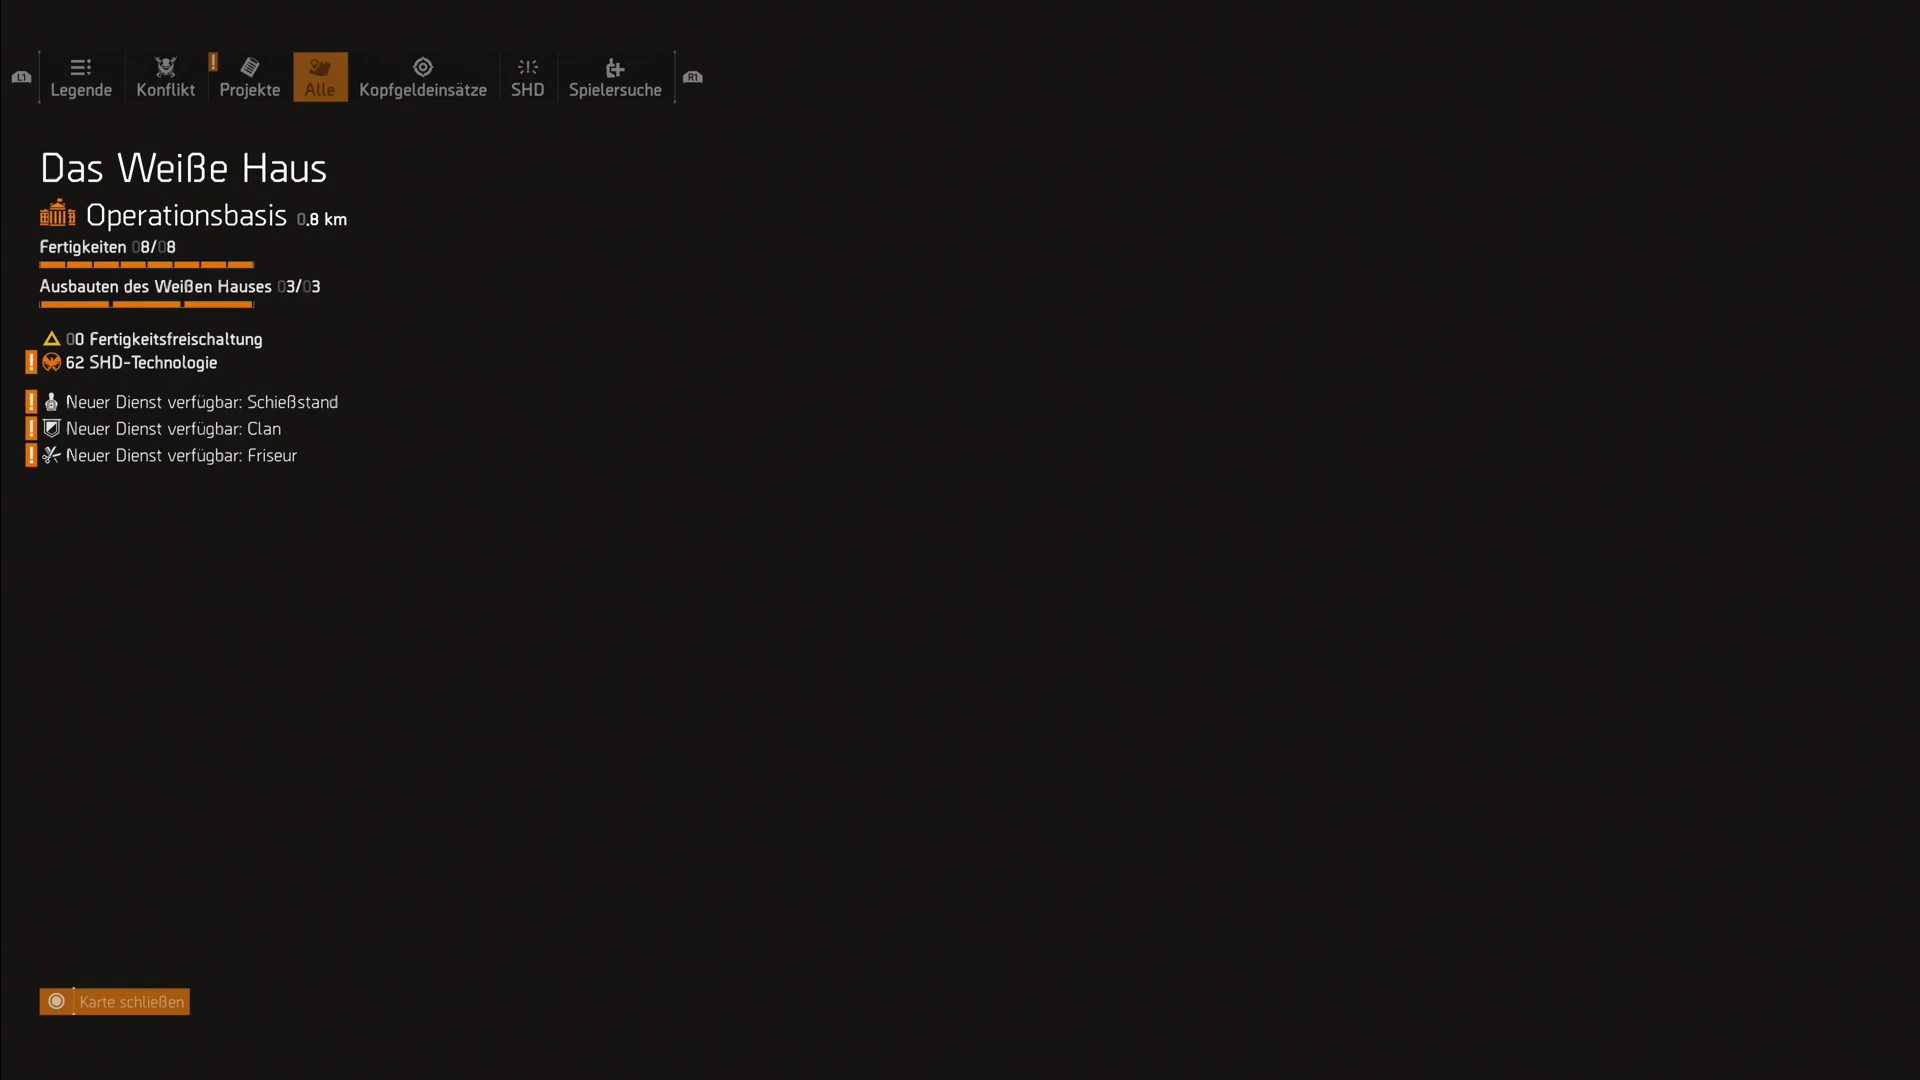 L1 Legende Konflikt ! Projekte Alle Kopfgeldeinsätze SHD Spielersuche R1
Das Weiße Haus
Operationsbasis 0.8 km
Fertigkeiten 08/08
Ausbauten des Weißen Hauses 03/03
00 Fertigkeitsfreischaltung
! 62 SHD-Technologie
! Neuer Dienst verfügbar: Schießstand
! Neuer Dienst verfügbar: Clan
! Neuer Dienst verfügbar: Friseur
Karte schließen